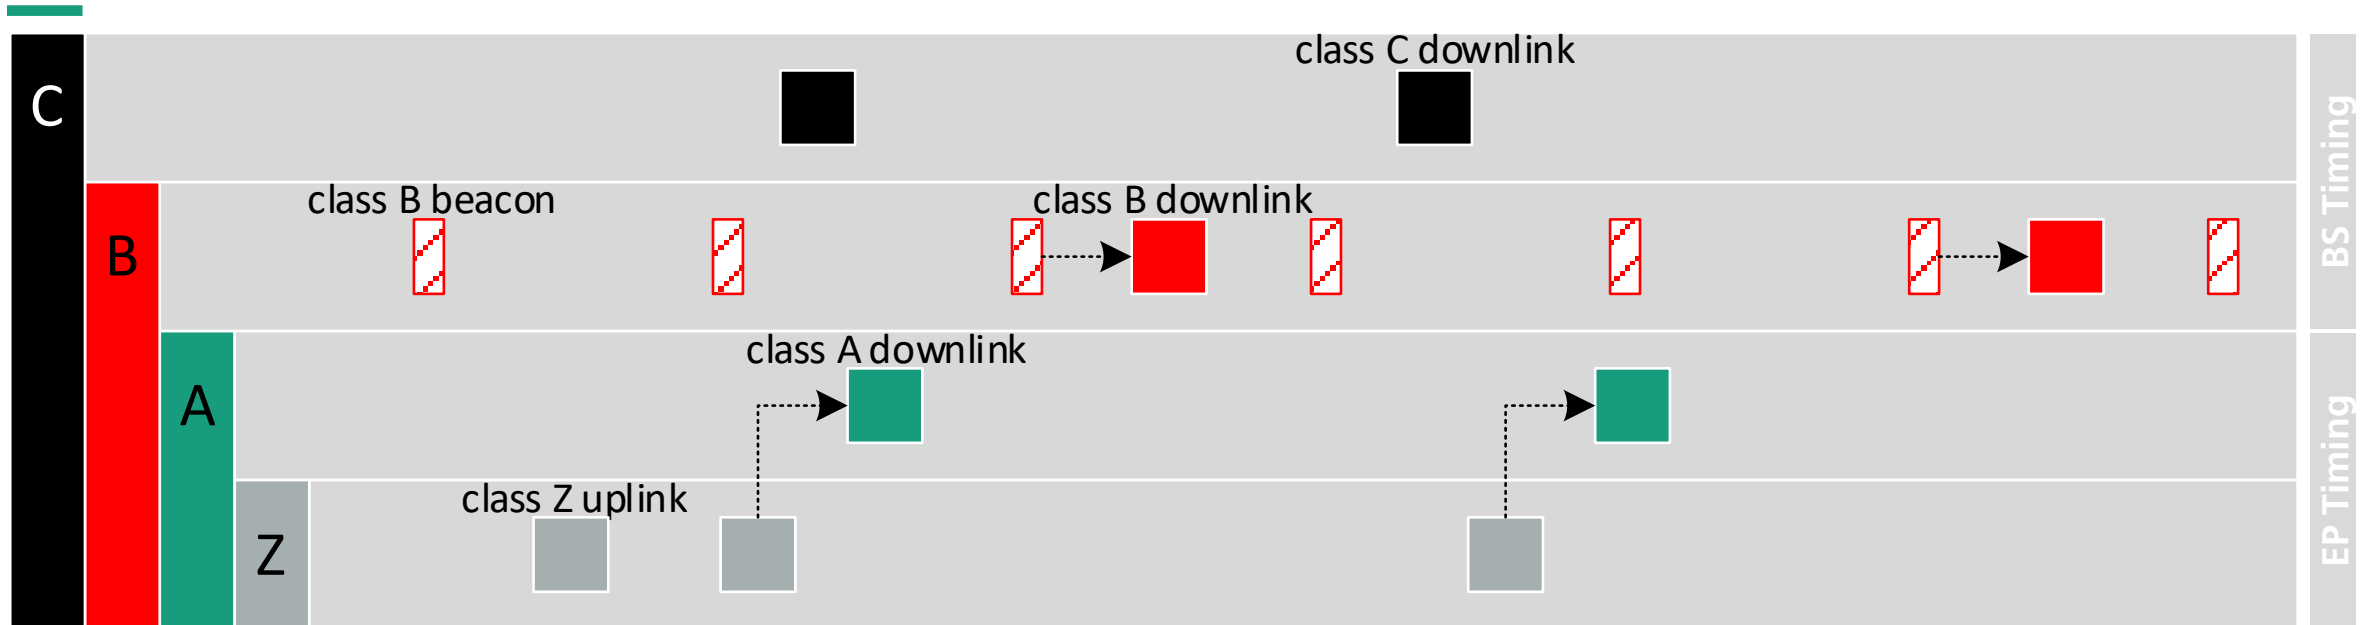 class C downlink
C
class B beacon
class B downlink
B
class A downlink
A
class Z uplink
Z
BS Timing
EP Timing